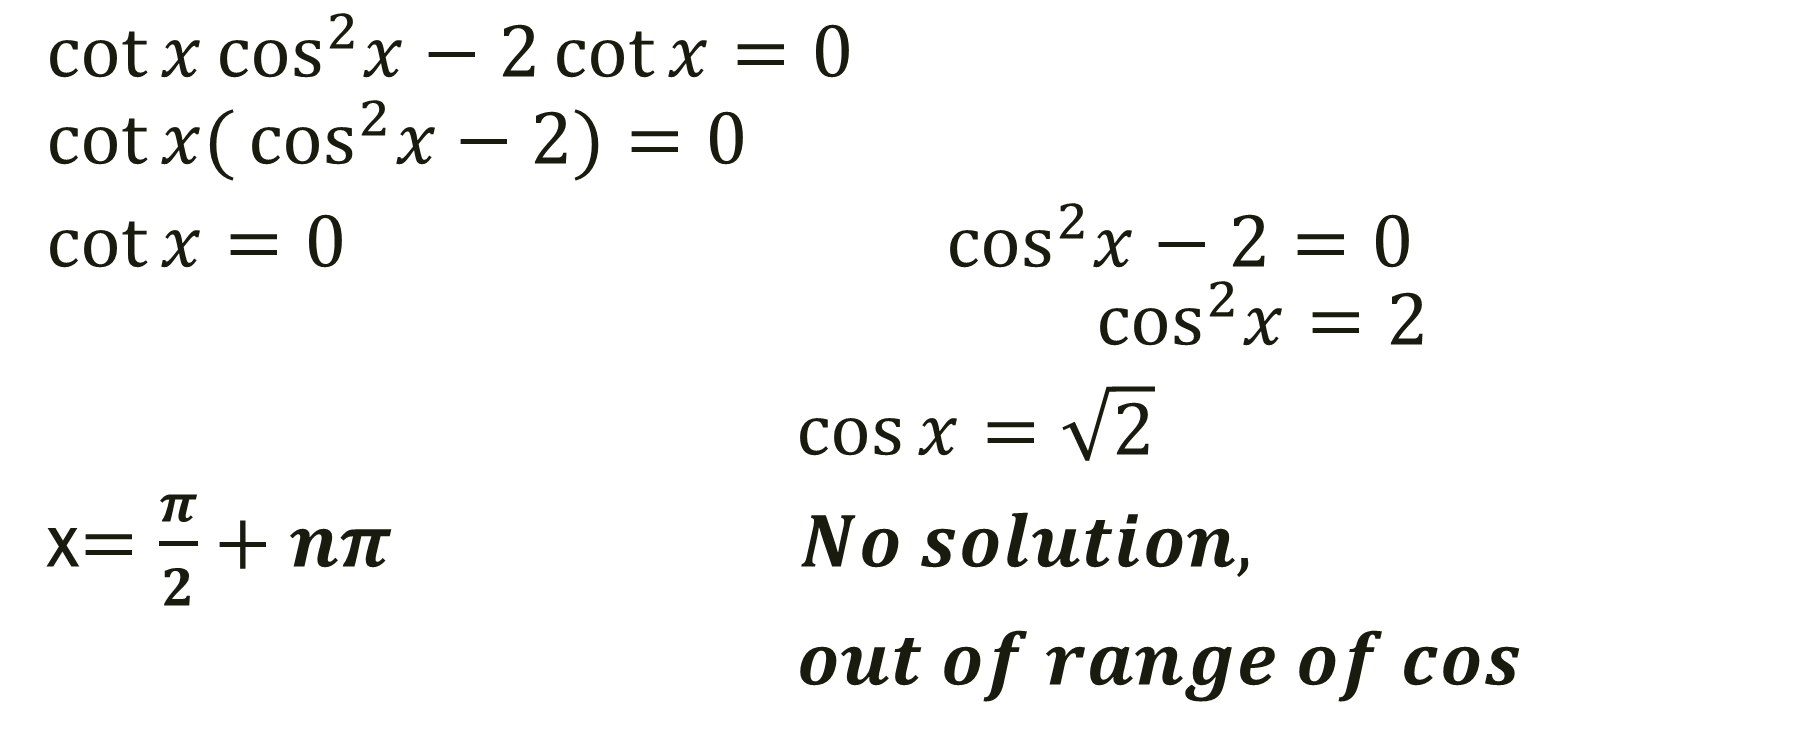 cot x cos²x − 2 cot x = 0
cot x( cos²x − 2) = 0
cot x = 0
cos²x − 2 = 0
cos²x = 2
cos x = √2
x= π/2 + nπ
No solution,
out of range of cos